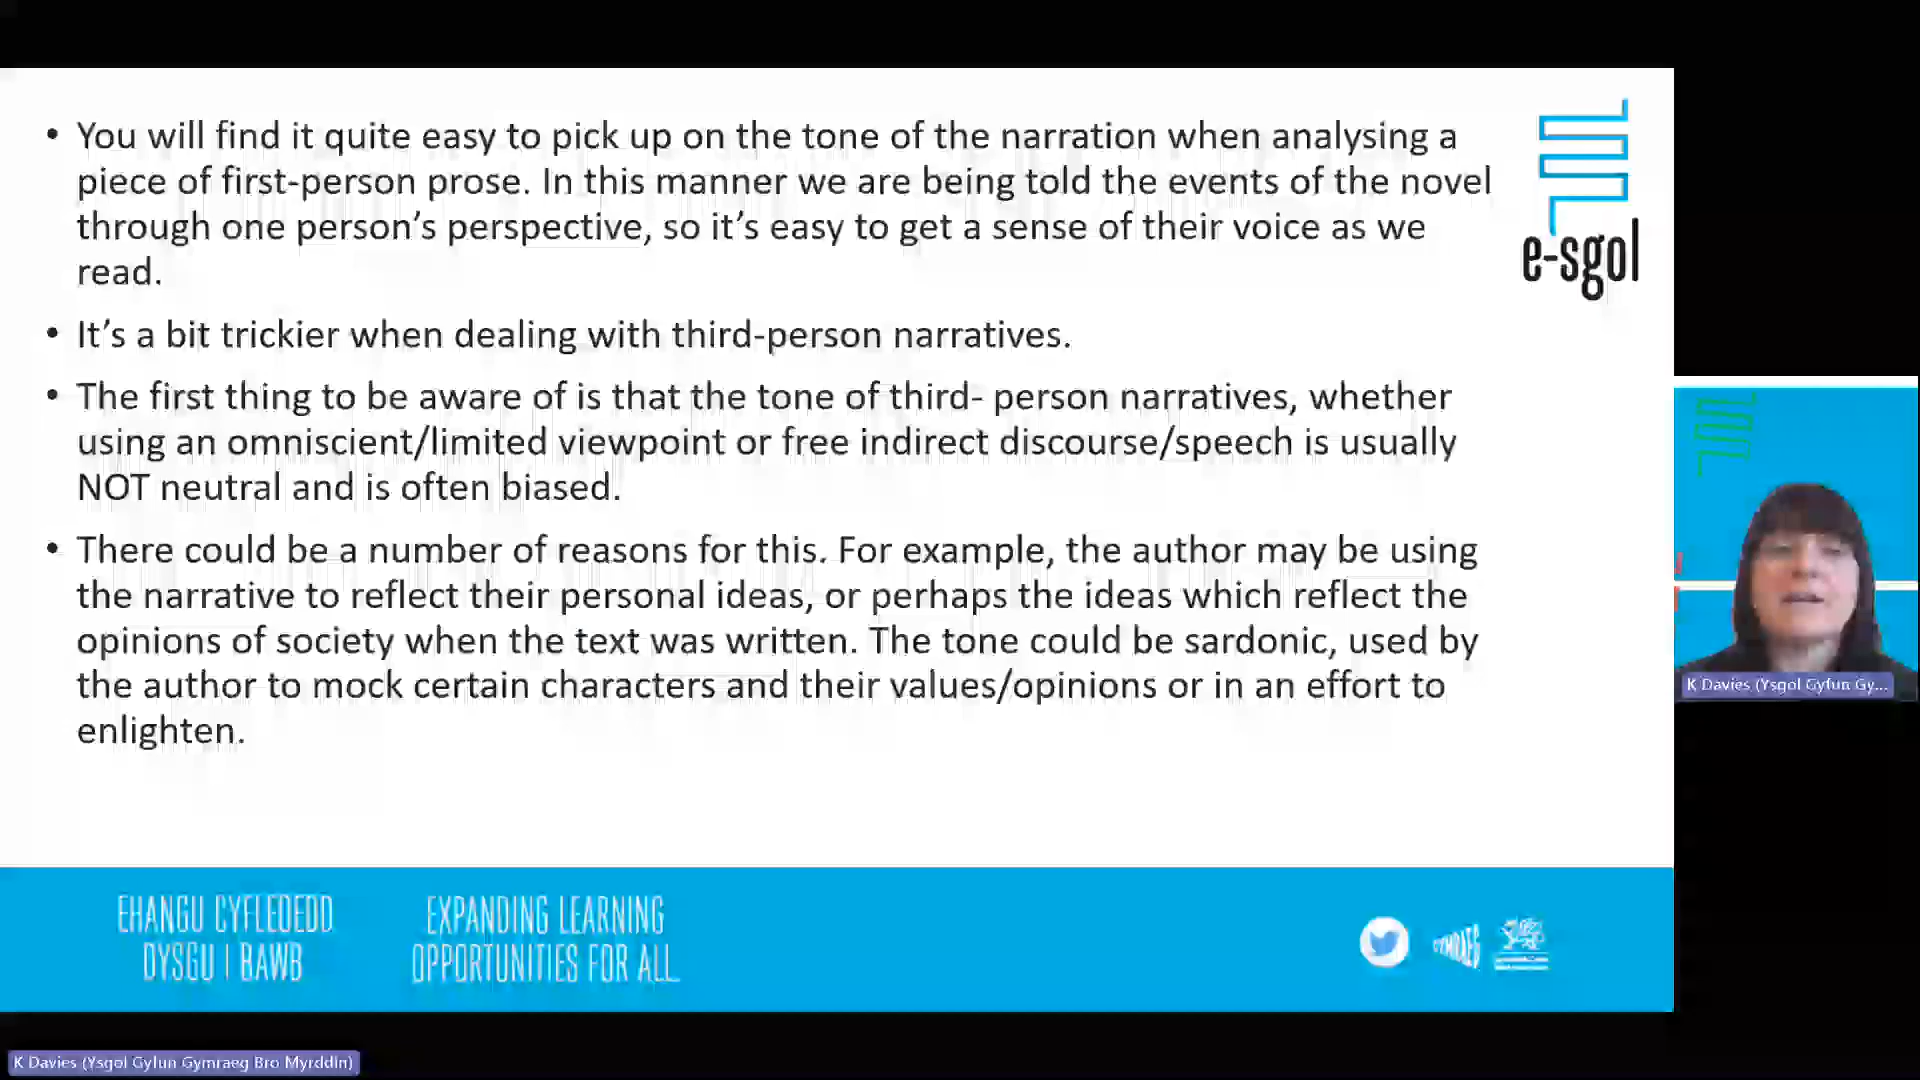 • You will find it quite easy to pick up on the tone of the narration when analysing a
piece of first-person prose. In this manner we are being told the events of the novel
through one person’s perspective, so it’s easy to get a sense of their voice as we
read.
• It’s a bit trickier when dealing with third-person narratives.
• The first thing to be aware of is that the tone of third- person narratives, whether
using an omniscient/limited viewpoint or free indirect discourse/speech is usually
NOT neutral and is often biased.
• There could be a number of reasons for this. For example, the author may be using
the narrative to reflect their personal ideas, or perhaps the ideas which reflect the
opinions of society when the text was written. The tone could be sardonic, used by
the author to mock certain characters and their values/opinions or in an effort to
enlighten.
e-sgol
K Davies (Ysgol Gyfun Gy...
EHANGU CYFLEDEDD
DYSGU I BAWB
EXPANDING LEARNING
OPPORTUNITIES FOR ALL
CYMRAEG
K Davies (Ysgol Gyfun Gymraeg Bro Myrddin)